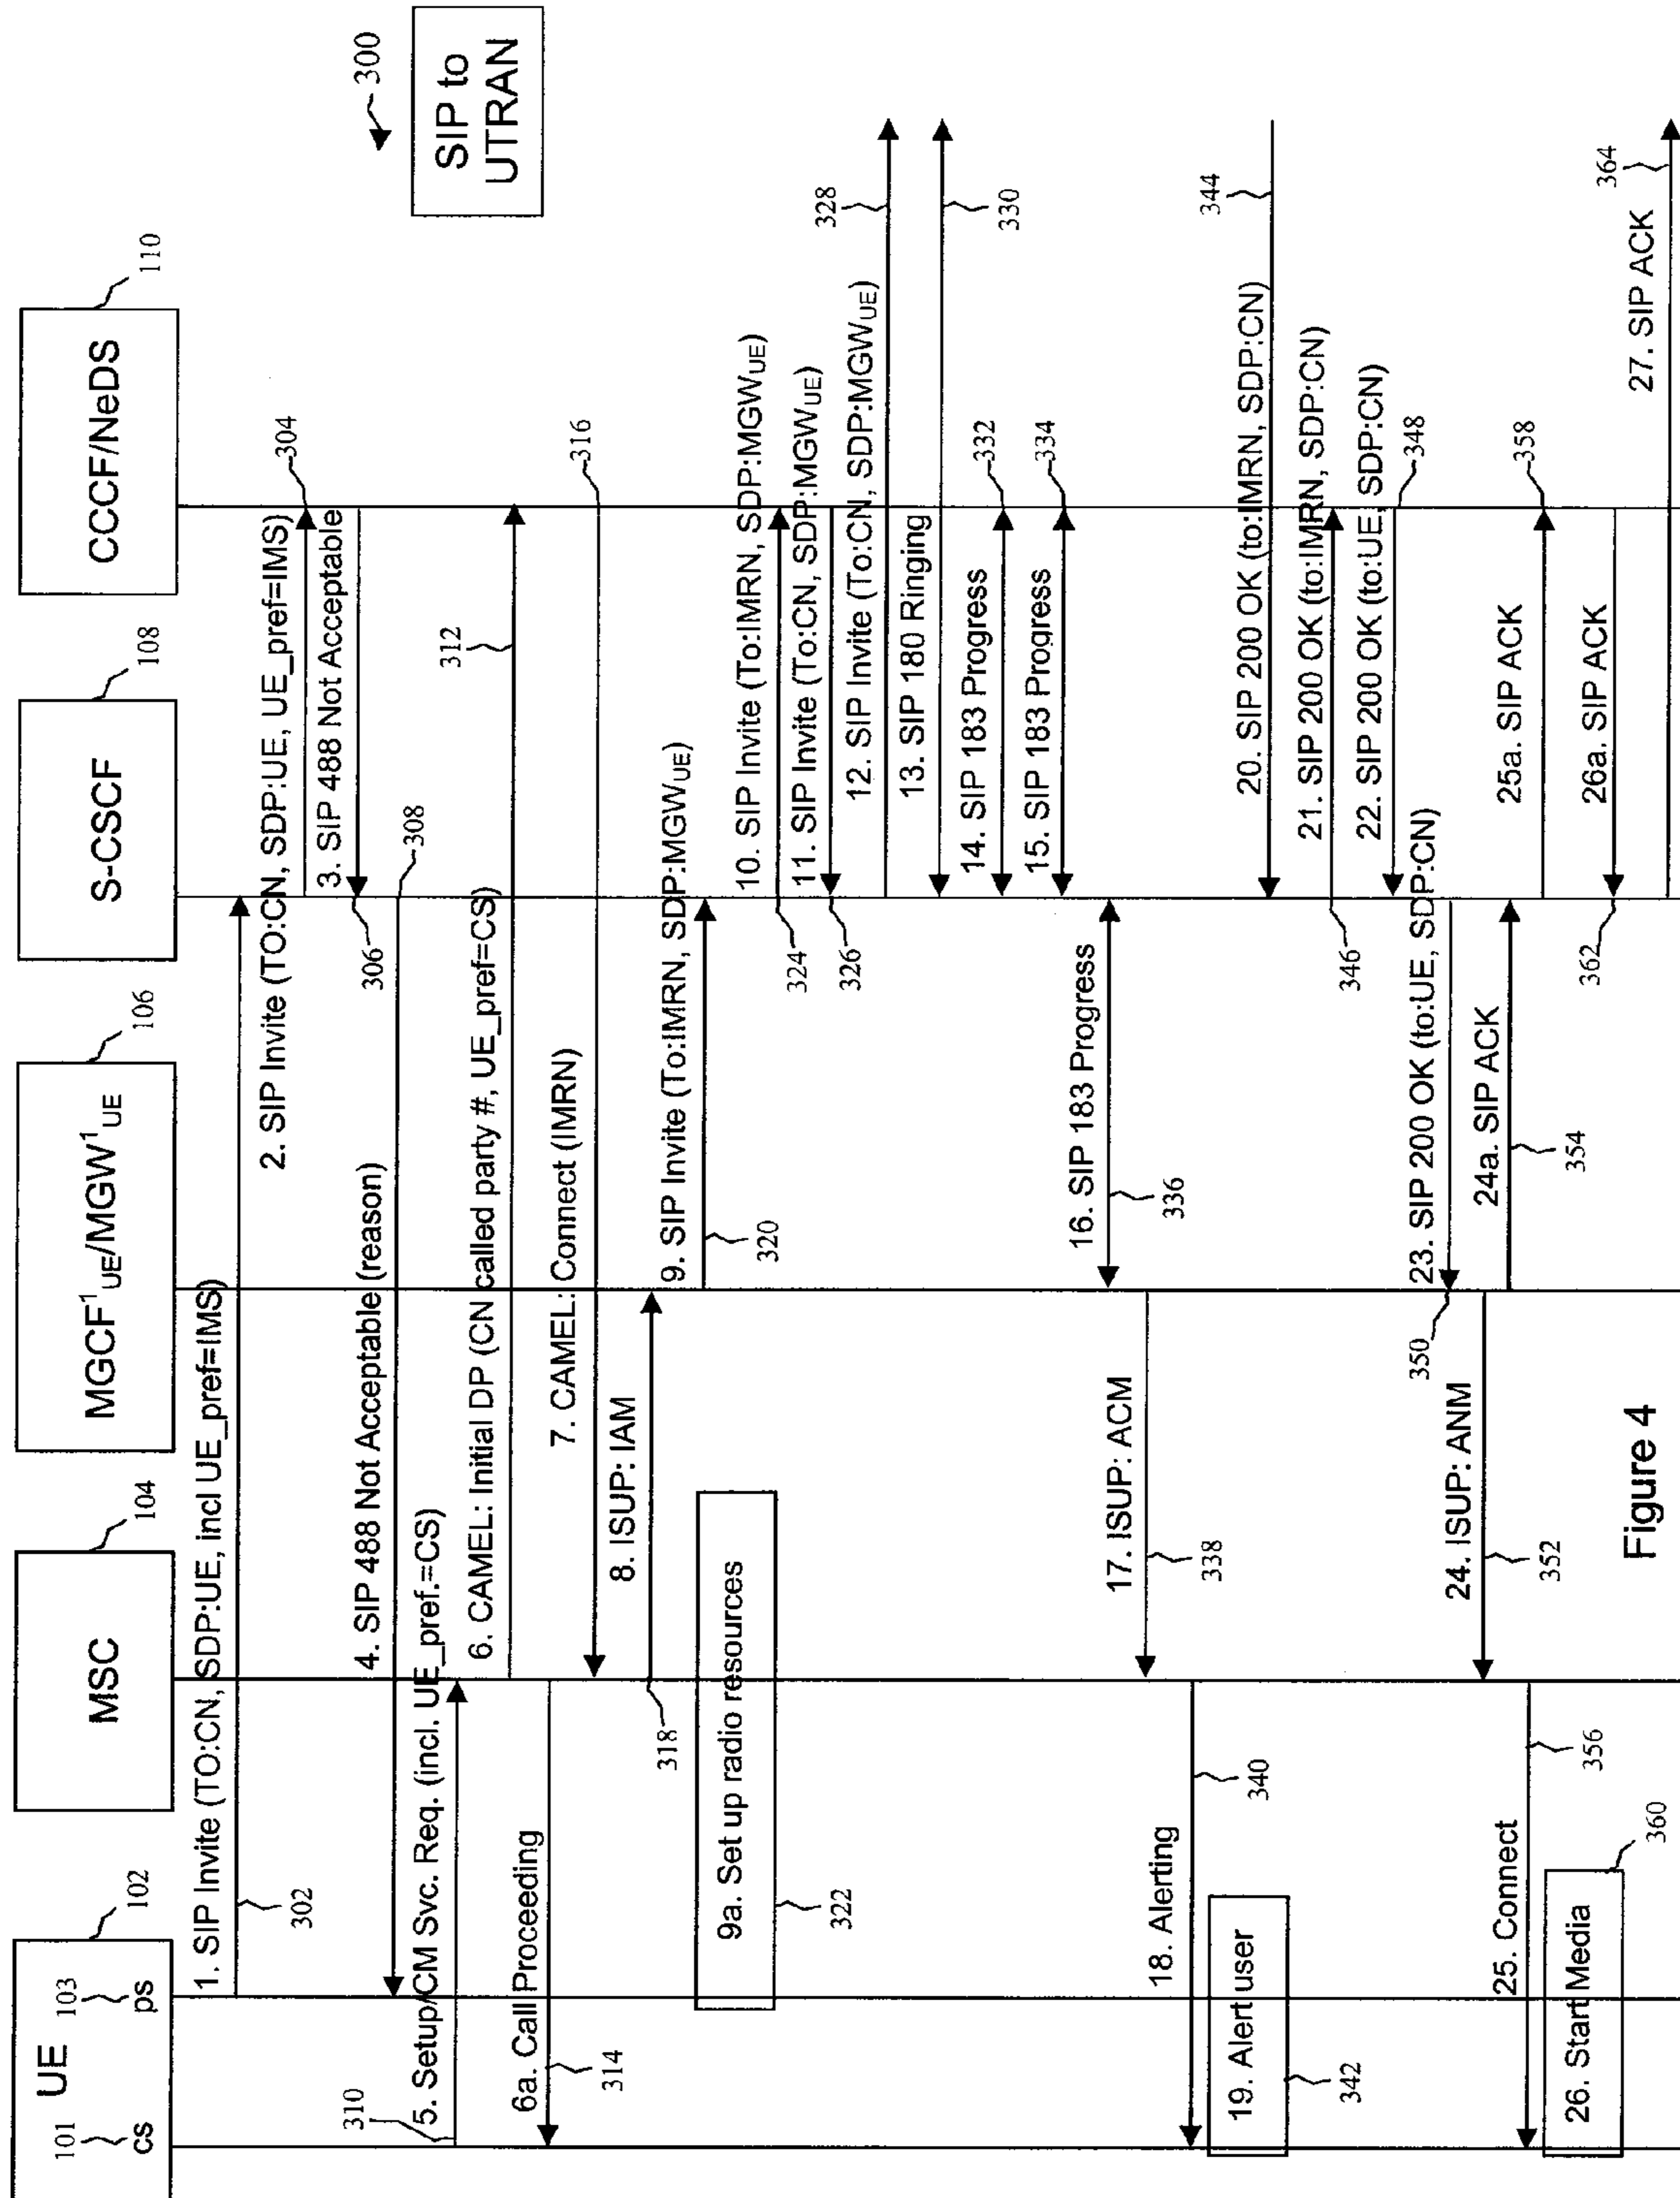 UE
101
cs
103
ps
102
MSC
104
MGCF¹UE/MGW¹UE
106
S-CSCF
108
CCCF/NeDS
110
300
SIP to
UTRAN
1. SIP Invite (TO:CN, SDP:UE, incl UE_pref=IMS)
302
2. SIP Invite (TO:CN, SDP:UE, UE_pref=IMS)
304
3. SIP 488 Not Acceptable
306
4. SIP 488 Not Acceptable (reason)
308
5. Setup/CM Svc. Req. (incl. UE_pref.=CS)
310
6. CAMEL: Initial DP (CN called party #, UE_pref=CS)
312
6a. Call Proceeding
314
7. CAMEL: Connect (IMRN)
316
8. ISUP: IAM
318
9. SIP Invite (To:IMRN, SDP:MGWUE)
320
9a. Set up radio resources
322
10. SIP Invite (To:IMRN, SDP:MGWUE)
324
11. SIP Invite (To:CN, SDP:MGWUE)
326
12. SIP Invite (To:CN, SDP:MGWUE)
328
13. SIP 180 Ringing
330
14. SIP 183 Progress
332
15. SIP 183 Progress
334
16. SIP 183 Progress
336
17. ISUP: ACM
338
18. Alerting
340
19. Alert user
342
20. SIP 200 OK (to:IMRN, SDP:CN)
344
21. SIP 200 OK (to:IMRN, SDP:CN)
346
22. SIP 200 OK (to:UE, SDP:CN)
348
23. SIP 200 OK (to:UE, SDP:CN)
350
24. ISUP: ANM
352
24a. SIP ACK
354
25. Connect
356
25a. SIP ACK
358
26. Start Media
360
26a. SIP ACK
362
27. SIP ACK
364
Figure 4